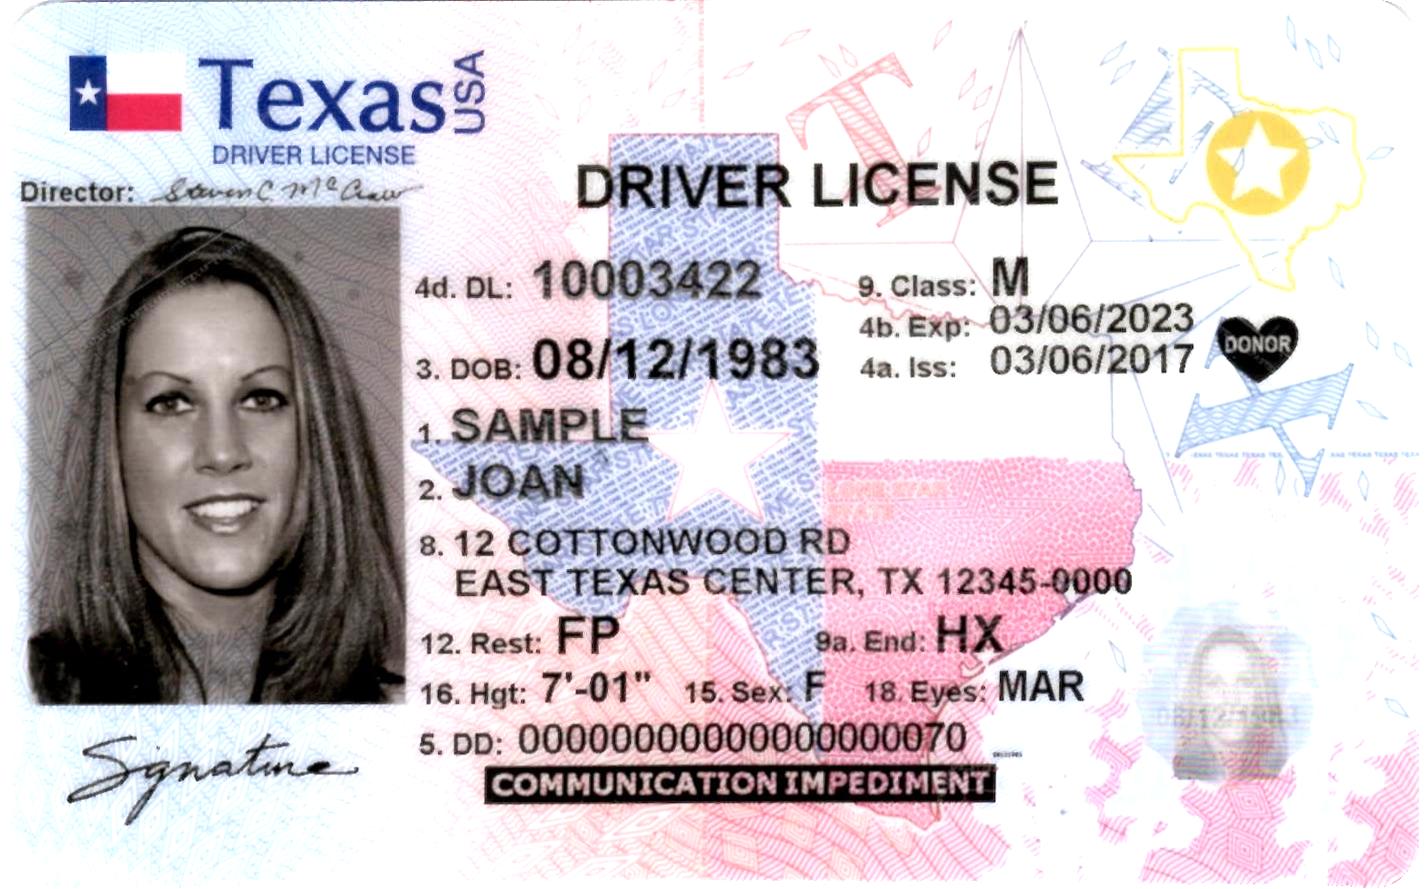 Texas USA
DRIVER LICENSE
Director: Steven C McCraw
DRIVER LICENSE
4d. DL: 10003422
9. Class: M
4b. Exp: 03/06/2023
3. DOB: 08/12/1983
4a. Iss: 03/06/2017
DONOR
1. SAMPLE
2. JOAN
8. 12 COTTONWOOD RD
EAST TEXAS CENTER, TX 12345-0000
12. Rest: FP
9a. End: HX
16. Hgt: 7'-01" 15. Sex: F 18. Eyes: MAR
5. DD: 00000000000000000070
COMMUNICATION IMPEDIMENT
Signature
LONE STAR
STATE